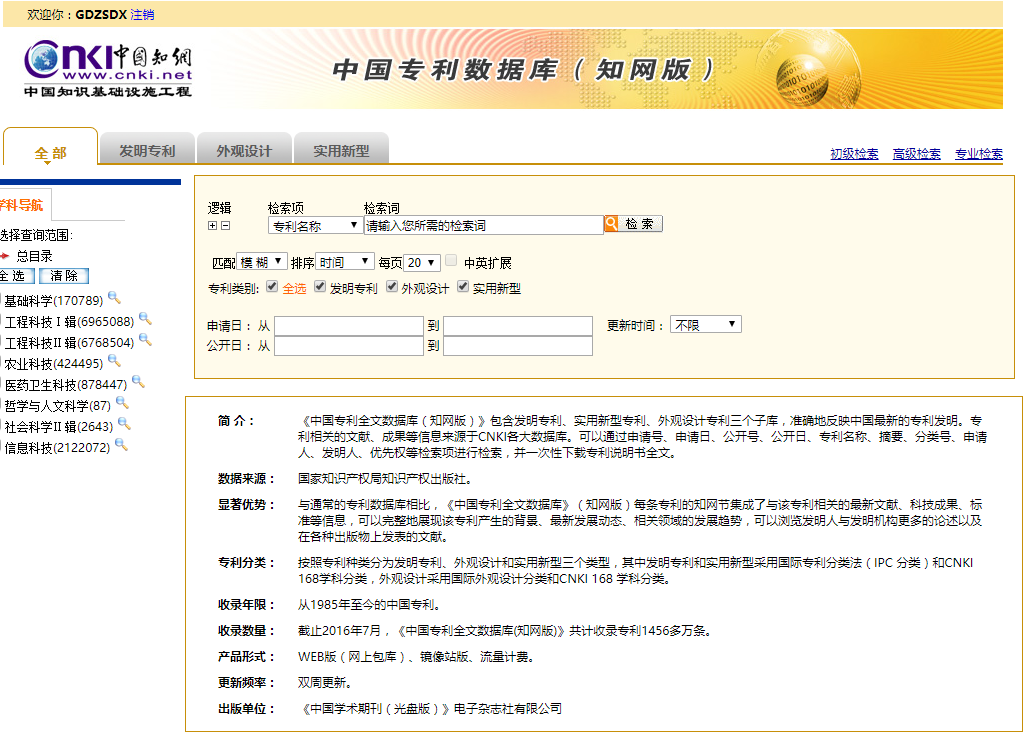 欢迎你：GDZSDX 注销
CNKI中国知网
www.cnki.net
中国知识基础设施工程
中国专利数据库（知网版）
全部 发明专利 外观设计 实用新型
初级检索 高级检索 专业检索
学科导航
选择查询范围:
总目录
全选 清除
基础科学(170789)
工程科技Ⅰ辑(6965088)
工程科技II辑(6768504)
农业科技(424495)
医药卫生科技(878447)
哲学与人文科学(87)
社会科学II辑(2643)
信息科技(2122072)
逻辑 检索项 检索词
专利名称 请输入您所需的检索词 检索
匹配 模糊 排序 时间 每页 20 中英扩展
专利类别: 全选 发明专利 外观设计 实用新型
申请日：从 到 更新时间：不限
公开日：从 到
简 介： 《中国专利全文数据库（知网版）》包含发明专利、实用新型专利、外观设计专利三个子库，准确地反映中国最新的专利发明。专
利相关的文献、成果等信息来源于CNKI各大数据库。可以通过申请号、申请日、公开号、公开日、专利名称、摘要、分类号、申请
人、发明人、优先权等检索项进行检索，并一次性下载专利说明书全文。
数据来源： 国家知识产权局知识产权出版社。
显著优势： 与通常的专利数据库相比，《中国专利全文数据库》（知网版）每条专利的知网节集成了与该专利相关的最新文献、科技成果、标
准等信息，可以完整地展现该专利产生的背景、最新发展动态、相关领域的发展趋势，可以浏览发明人与发明机构更多的论述以及
在各种出版物上发表的文献。
专利分类： 按照专利种类分为发明专利、外观设计和实用新型三个类型，其中发明专利和实用新型采用国际专利分类法（IPC 分类）和CNKI
168学科分类，外观设计采用国际外观设计分类和CNKI 168 学科分类。
收录年限： 从1985年至今的中国专利。
收录数量： 截止2016年7月，《中国专利全文数据库(知网版)》共计收录专利1456多万条。
产品形式： WEB版（网上包库）、镜像站版、流量计费。
更新频率： 双周更新。
出版单位： 《中国学术期刊（光盘版）》电子杂志社有限公司